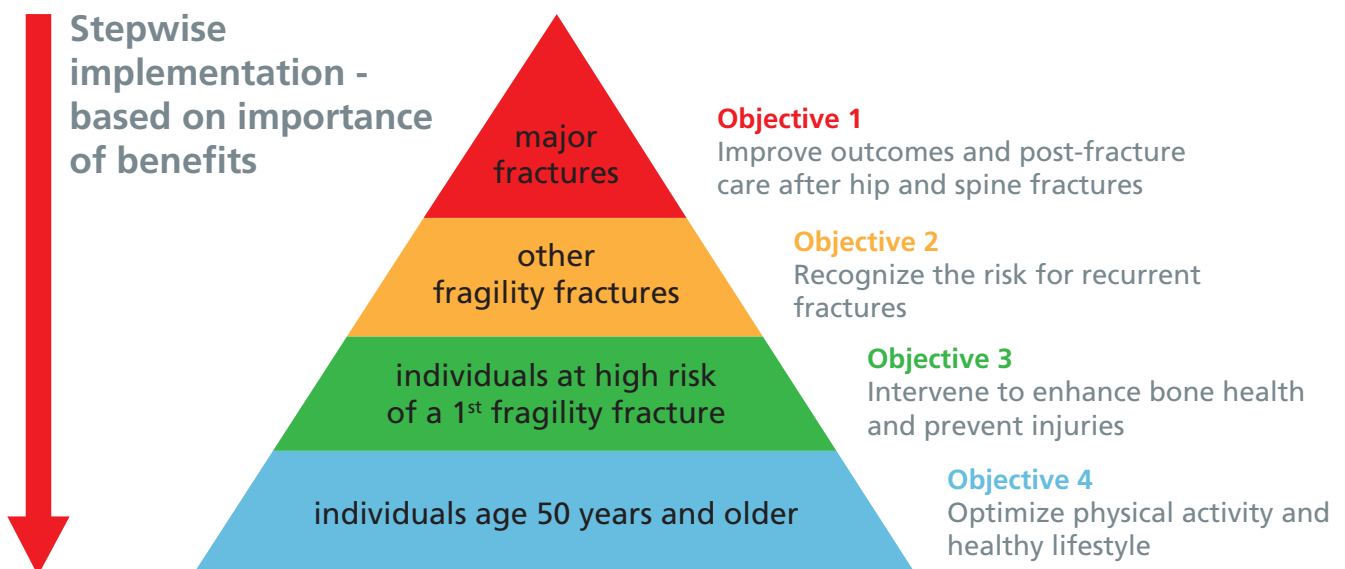 Stepwise
implementation -
based on importance
of benefits
major
fractures
Objective 1
Improve outcomes and post-fracture
care after hip and spine fractures
other
fragility fractures
Objective 2
Recognize the risk for recurrent
fractures
individuals at high risk
of a 1st fragility fracture
Objective 3
Intervene to enhance bone health
and prevent injuries
individuals age 50 years and older
Objective 4
Optimize physical activity and
healthy lifestyle